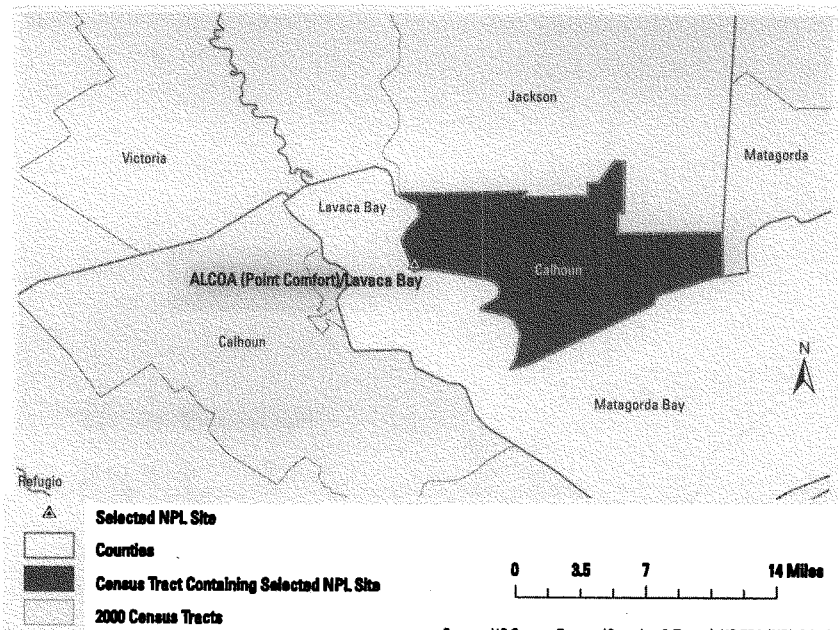 Jackson
Victoria
Matagorda
Lavaca Bay
Calhoun
ALCOA (Point Comfort)/Lavaca Bay
Calhoun
N
Matagorda Bay
Refugio
Selected NPL Site
Counties
0 3.5 7 14 Miles
Census Tract Containing Selected NPL Site
2000 Census Tracts